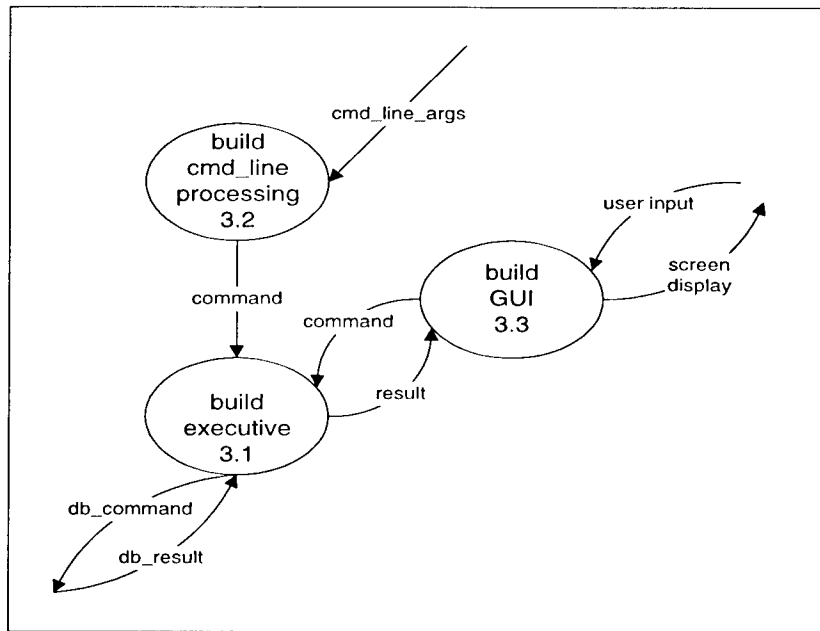 cmd_line_args
build
cmd_line
processing
3.2
user input
screen
display
build
GUI
3.3
command
command
result
build
executive
3.1
db_command
db_result